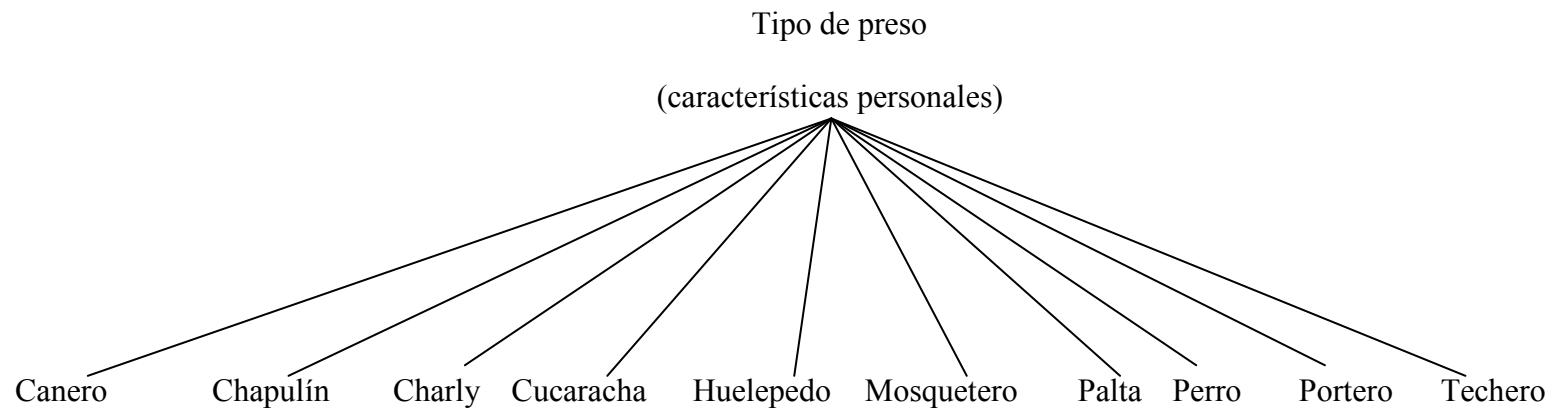 Tipo de preso
(características personales)
Canero Chapulín Charly Cucaracha Huelepedo Mosquetero Palta Perro Portero Techero